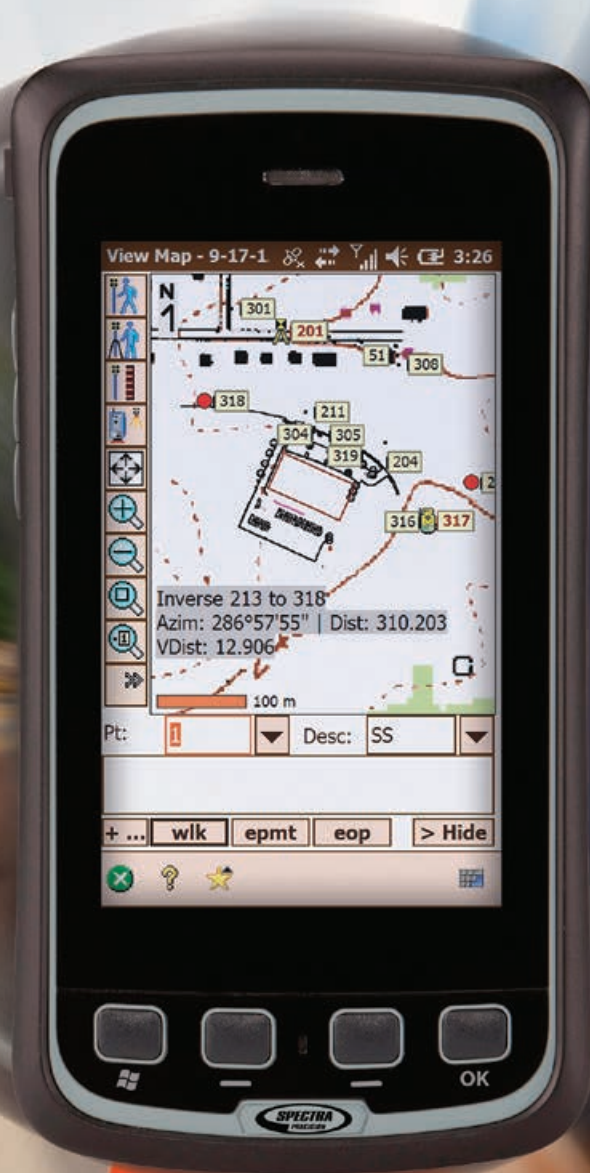 View Map - 9-17-1 3:26
N
301
201
51
308
318
211
304
305
319
204
2
316 317
Inverse 213 to 318
Azim: 286°57'55" | Dist: 310.203
VDist: 12.906
100 m
Pt: 1 Desc: SS
+ ... wlk epmt eop > Hide
OK
SPECTRA
PRECISION